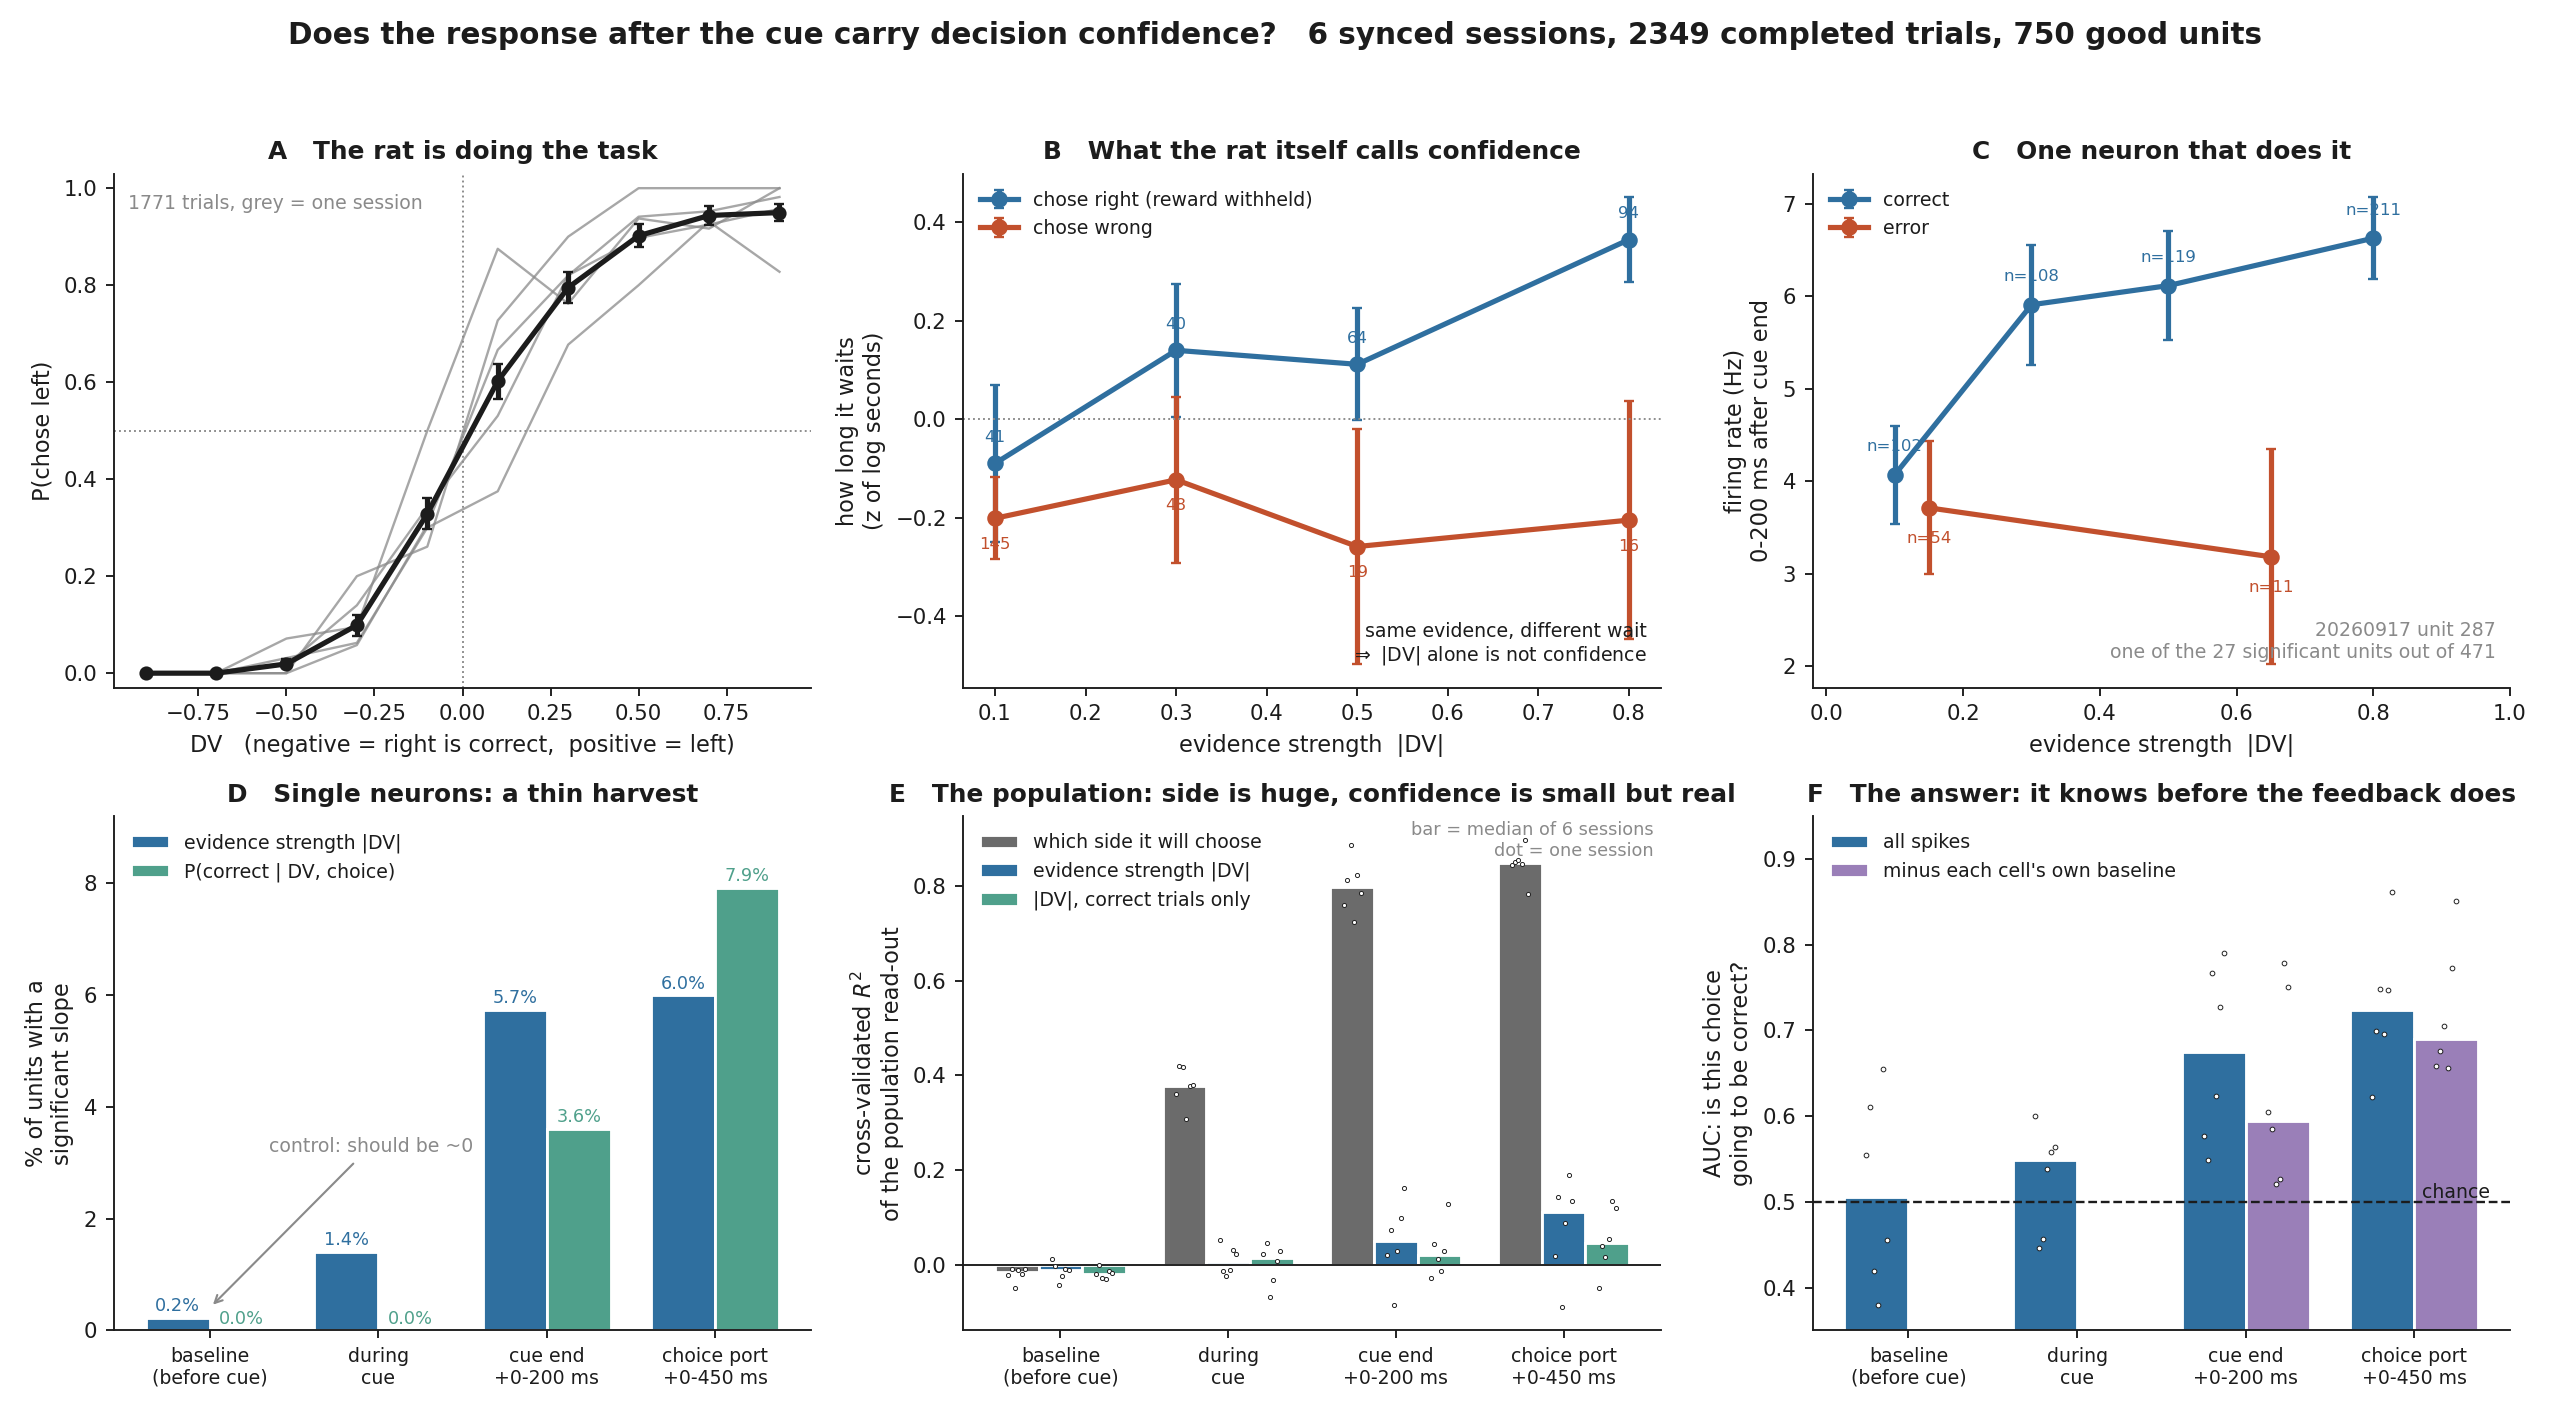 Does the response after the cue carry decision confidence?   6 synced sessions, 2349 completed trials, 750 good units
A   The rat is doing the task
1771 trials, grey = one session
P(chose left)
1.0
0.8
0.6
0.4
0.2
0.0
−0.75
−0.50
−0.25
0.00
0.25
0.50
0.75
DV   (negative = right is correct,  positive = left)
B   What the rat itself calls confidence
chose right (reward withheld)
chose wrong
how long it waits
(z of log seconds)
0.4
0.2
0.0
−0.2
−0.4
41
40
64
94
145
48
19
16
same evidence, different wait
⇒ |DV| alone is not confidence
0.1
0.2
0.3
0.4
0.5
0.6
0.7
0.8
evidence strength  |DV|
C   One neuron that does it
correct
error
firing rate (Hz)
0-200 ms after cue end
7
6
5
4
3
2
n=102
n=108
n=119
n=211
n=54
n=11
20260917 unit 287
one of the 27 significant units out of 471
0.0
0.2
0.4
0.6
0.8
1.0
evidence strength  |DV|
D   Single neurons: a thin harvest
evidence strength |DV|
P(correct | DV, choice)
% of units with a
significant slope
8
6
4
2
0
control: should be ~0
0.2%
0.0%
1.4%
0.0%
5.7%
3.6%
6.0%
7.9%
baseline
(before cue)
during
cue
cue end
+0-200 ms
choice port
+0-450 ms
E   The population: side is huge, confidence is small but real
which side it will choose
evidence strength |DV|
|DV|, correct trials only
bar = median of 6 sessions
dot = one session
cross-validated R²
of the population read-out
0.8
0.6
0.4
0.2
0.0
baseline
(before cue)
during
cue
cue end
+0-200 ms
choice port
+0-450 ms
F   The answer: it knows before the feedback does
all spikes
minus each cell's own baseline
AUC: is this choice
going to be correct?
0.9
0.8
0.7
0.6
0.5
0.4
chance
baseline
(before cue)
during
cue
cue end
+0-200 ms
choice port
+0-450 ms